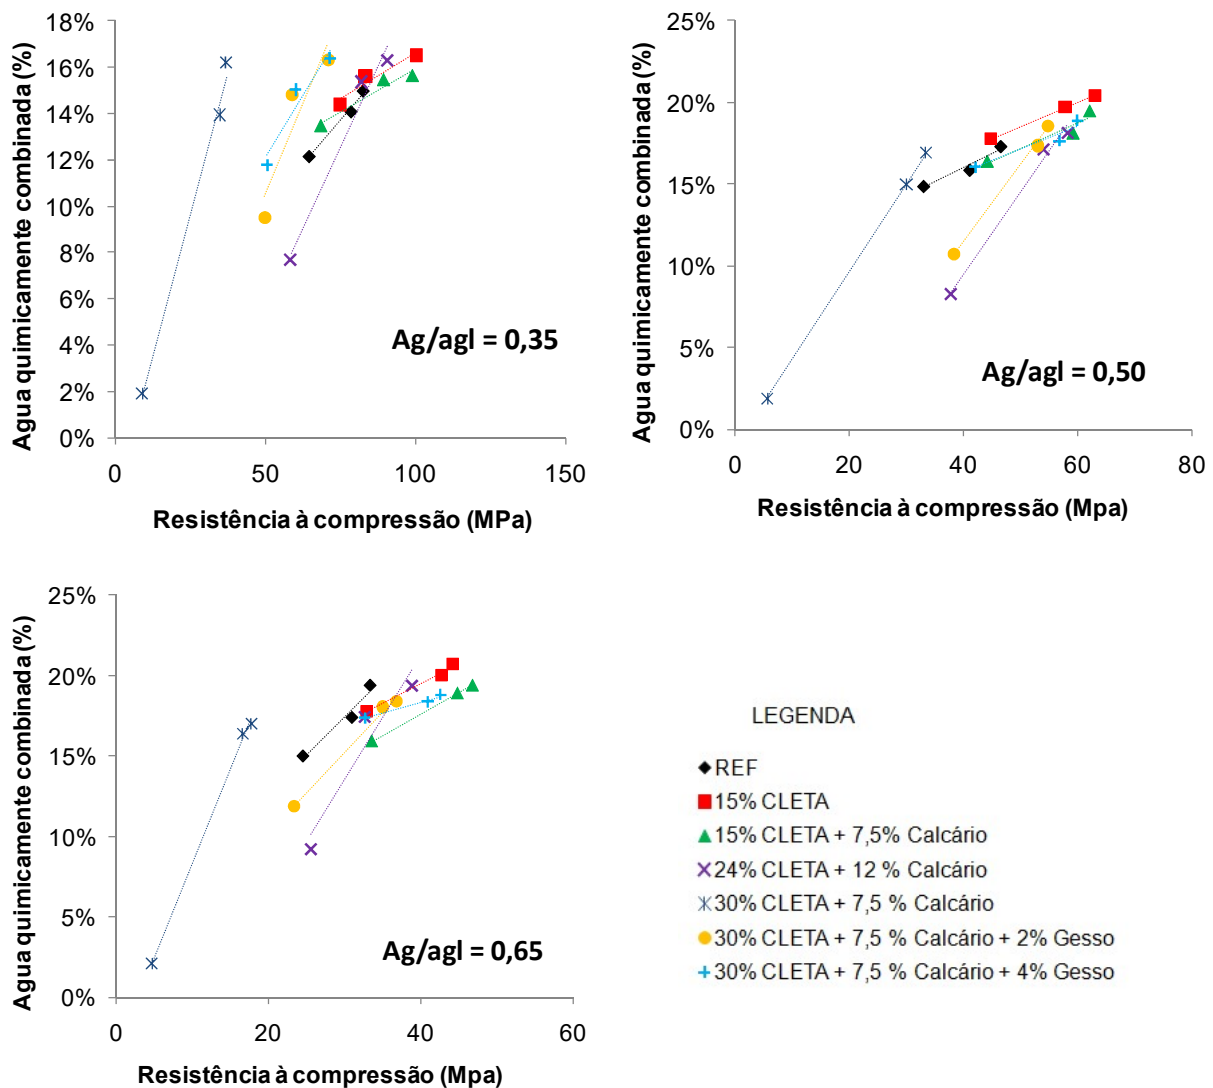 18%
16%
14%
12%
10%
8%
6%
4%
2%
0%
Agua quimicamente combinada (%)
Ag/agl = 0,35
0
50
100
150
Resistência à compressão (MPa)
25%
20%
15%
10%
5%
0%
Agua quimicamente combinada (%)
Ag/agl = 0,50
0
20
40
60
80
Resistência à compressão (Mpa)
25%
20%
15%
10%
5%
0%
Agua quimicamente combinada (%)
Ag/agl = 0,65
0
20
40
60
Resistência à compressão (Mpa)
LEGENDA
REF
15% CLETA
15% CLETA + 7,5% Calcário
24% CLETA + 12 % Calcário
30% CLETA + 7,5 % Calcário
30% CLETA + 7,5 % Calcário + 2% Gesso
30% CLETA + 7,5 % Calcário + 4% Gesso